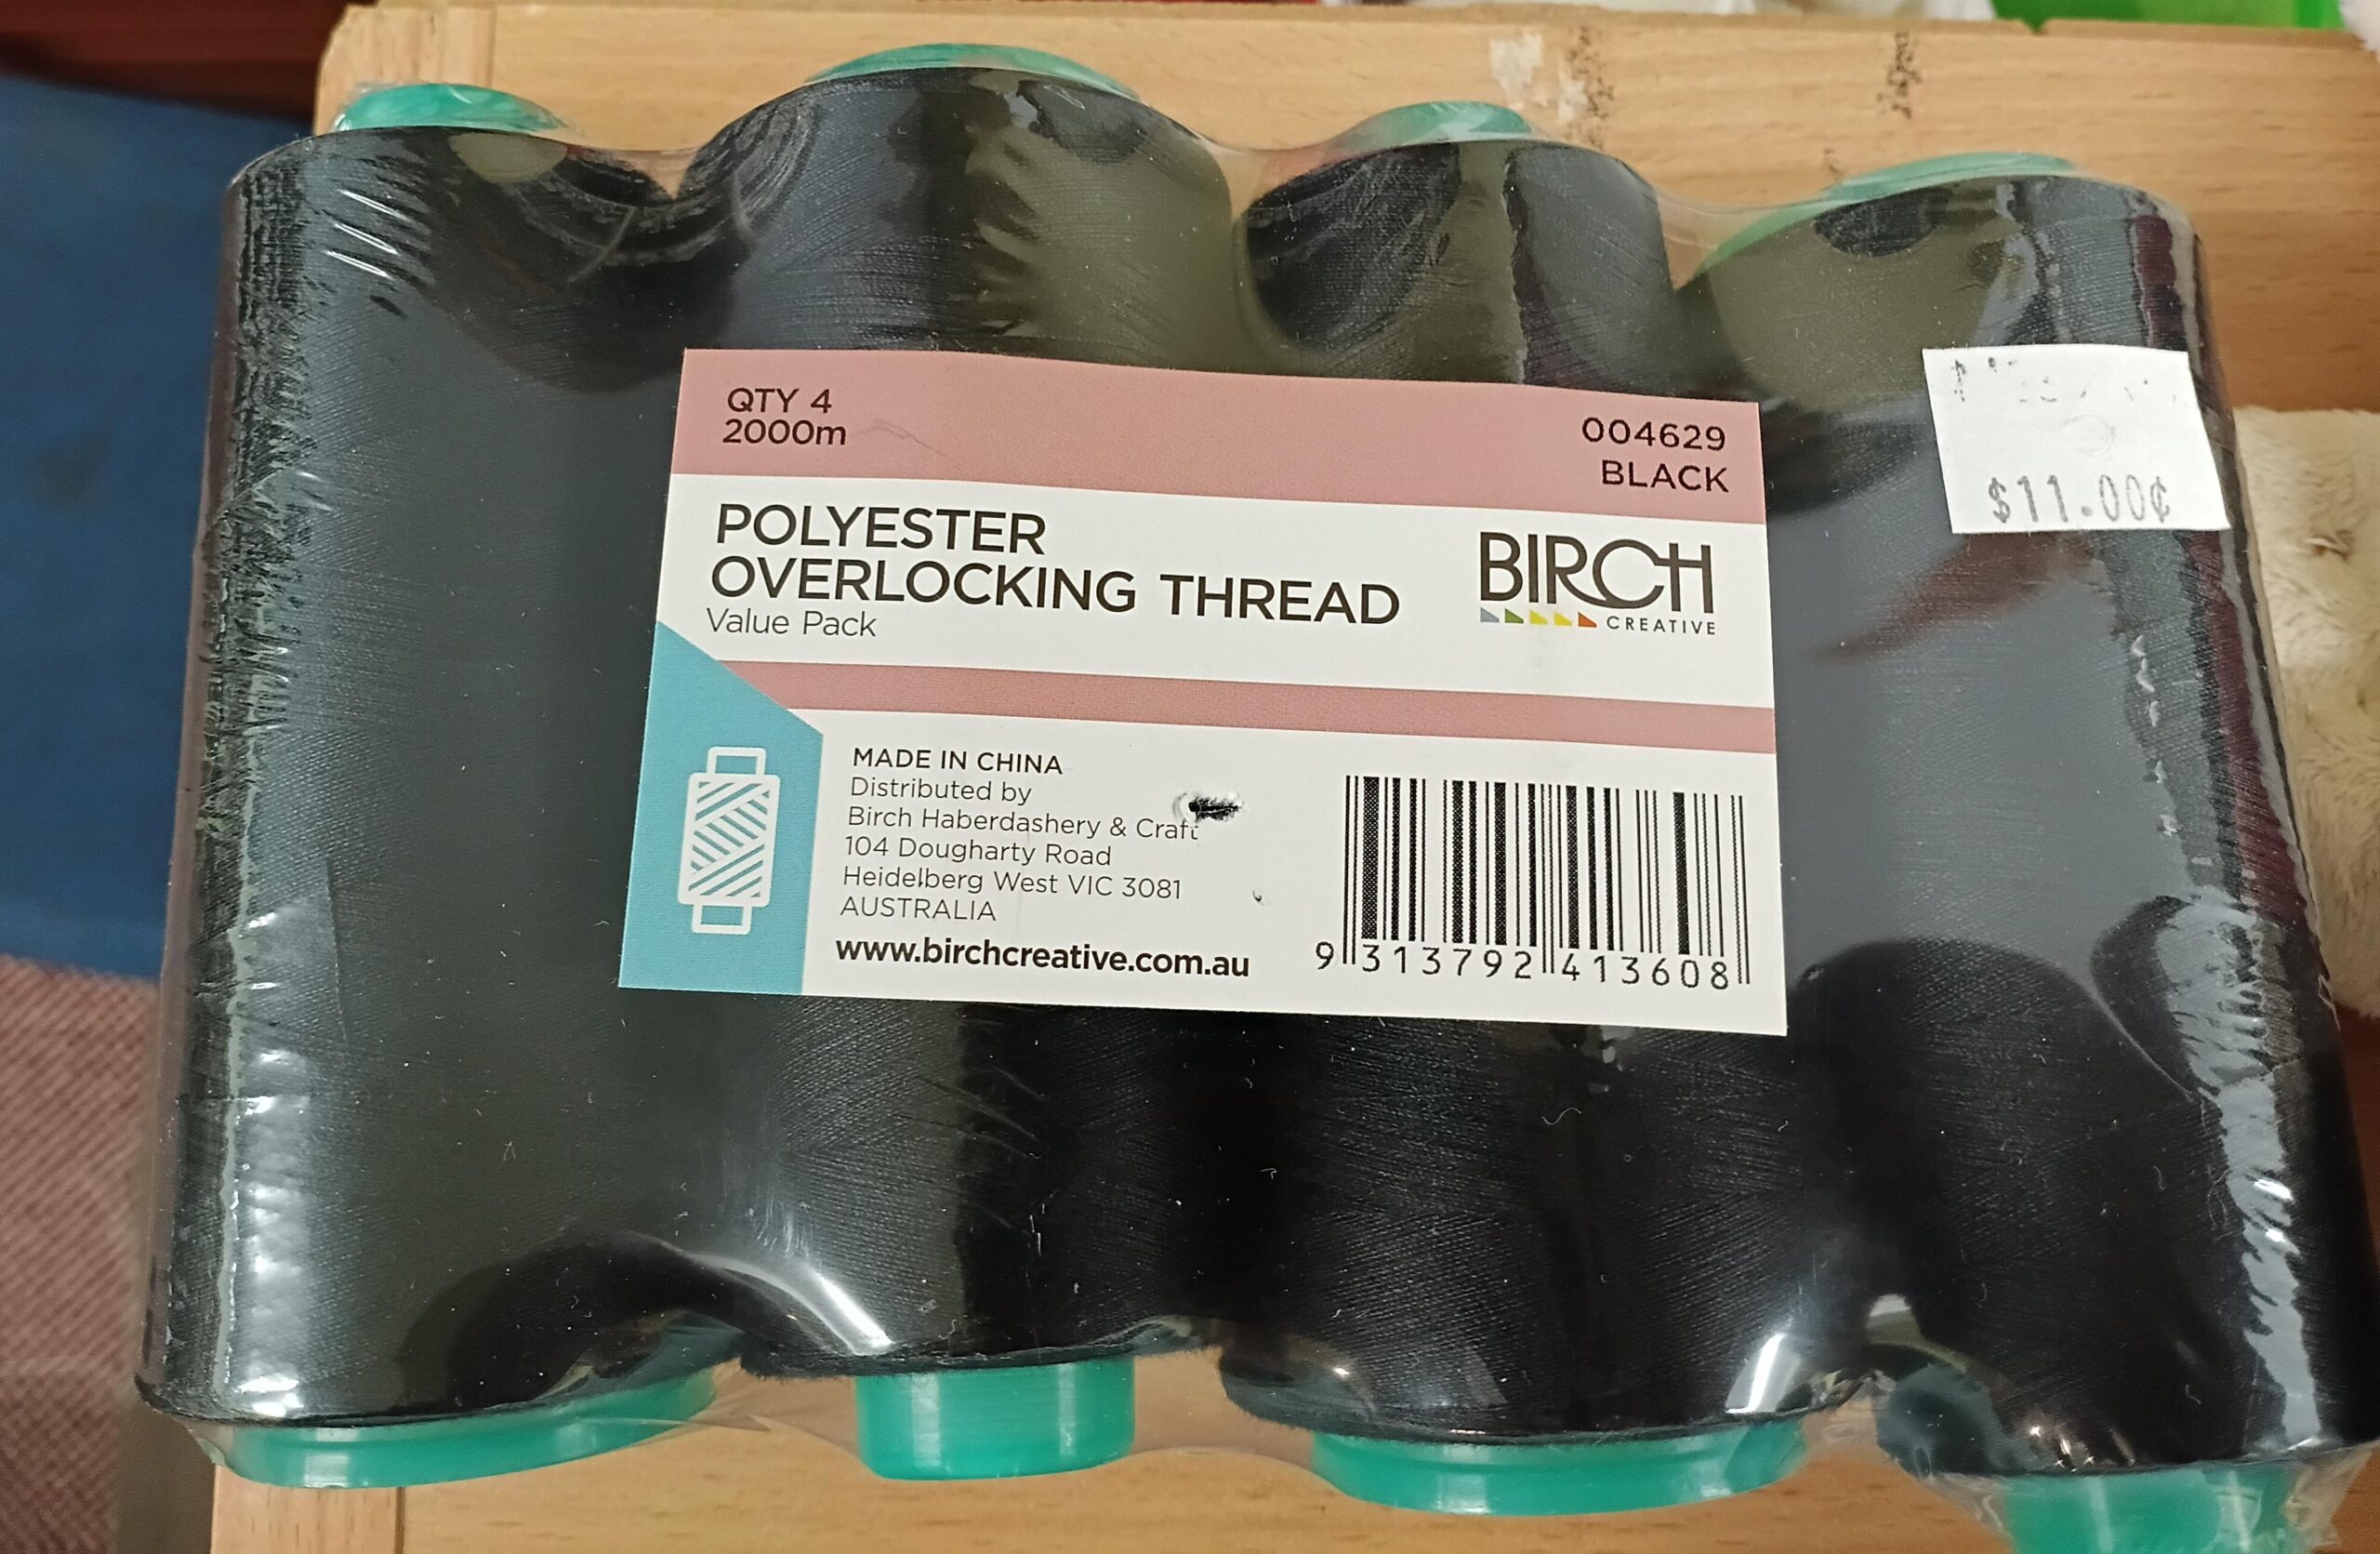 QTY 4
2000m
004629
BLACK
POLYESTER
OVERLOCKING THREAD
Value Pack
BIRCH
CREATIVE
$11.00¢
MADE IN CHINA
Distributed by
Birch Haberdashery & Craft
104 Dougharty Road
Heidelberg West VIC 3081
AUSTRALIA
www.birchcreative.com.au
9 313792 413608